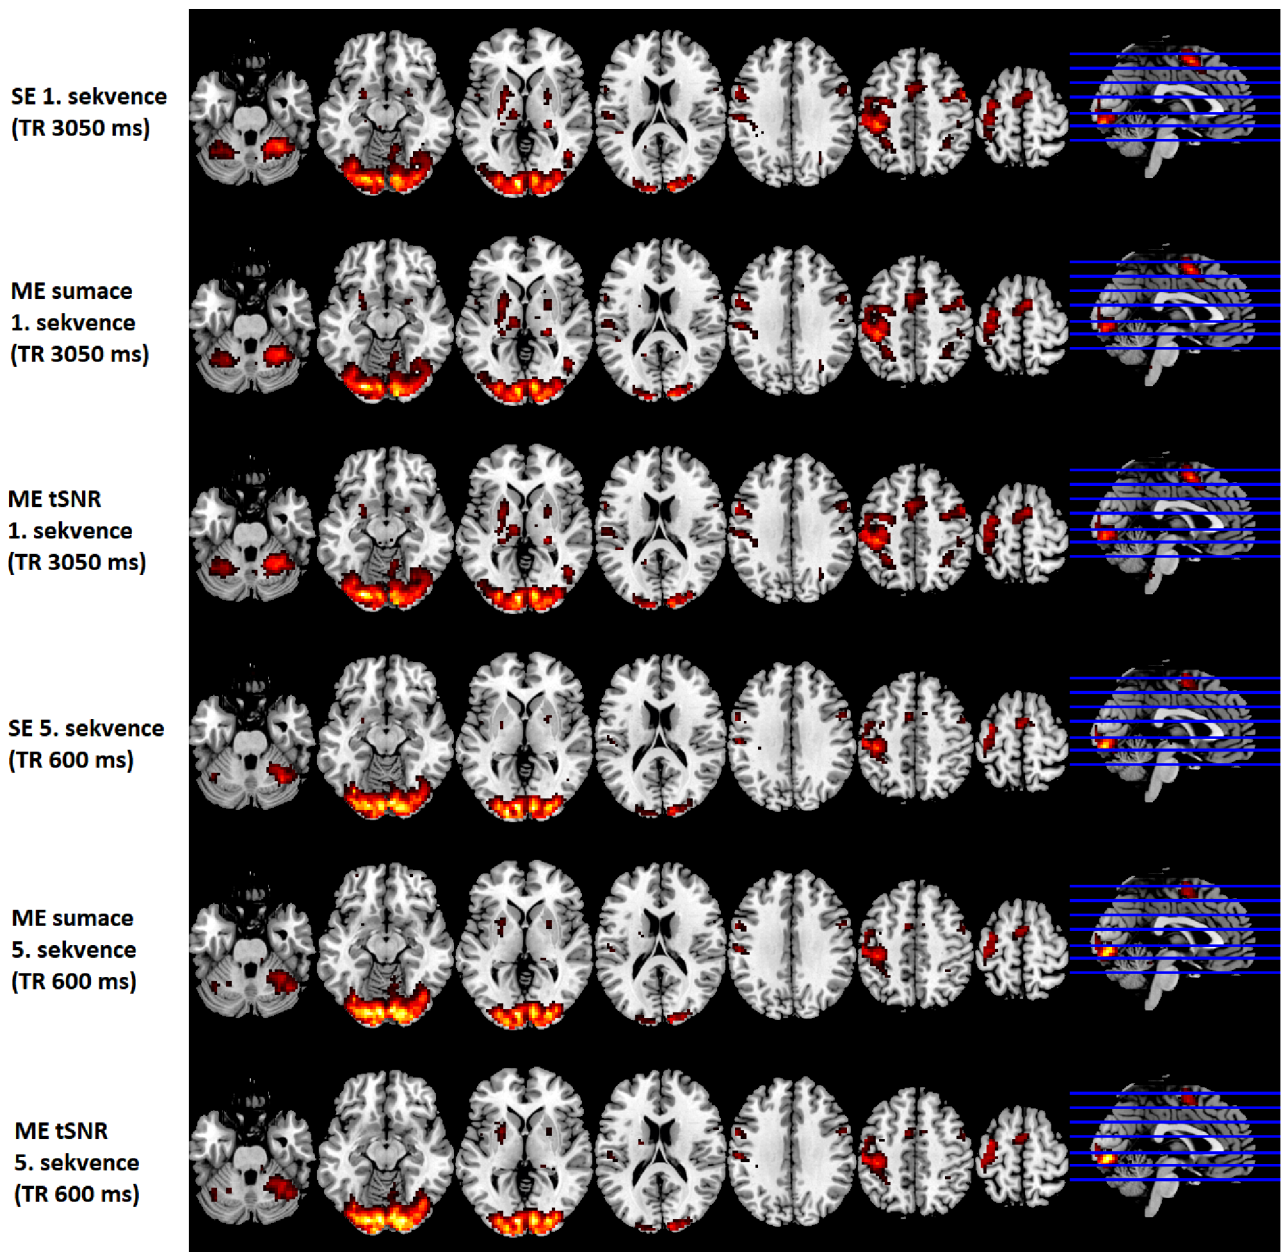 SE 1. sekvence
(TR 3050 ms)
ME sumace
1. sekvence
(TR 3050 ms)
ME tSNR
1. sekvence
(TR 3050 ms)
SE 5. sekvence
(TR 600 ms)
ME sumace
5. sekvence
(TR 600 ms)
ME tSNR
5. sekvence
(TR 600 ms)